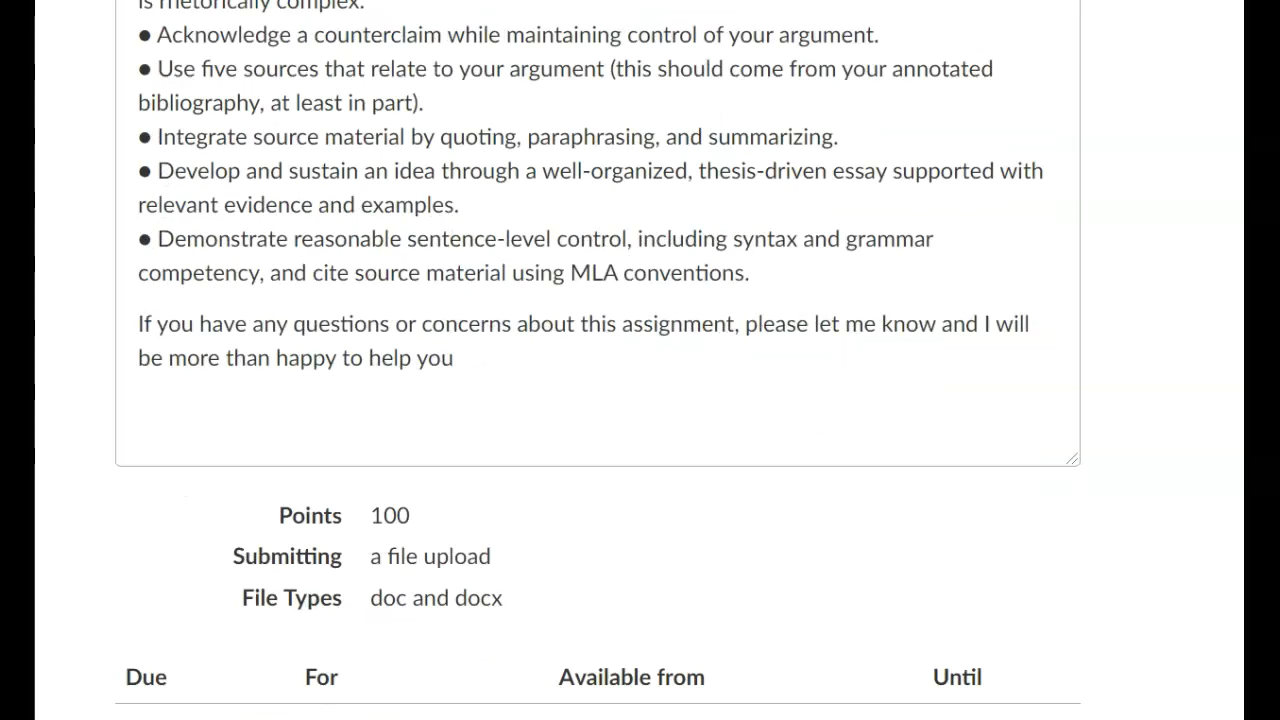 is rhetorically complex.
● Acknowledge a counterclaim while maintaining control of your argument.
● Use five sources that relate to your argument (this should come from your annotated
bibliography, at least in part).
● Integrate source material by quoting, paraphrasing, and summarizing.
● Develop and sustain an idea through a well-organized, thesis-driven essay supported with
relevant evidence and examples.
● Demonstrate reasonable sentence-level control, including syntax and grammar
competency, and cite source material using MLA conventions.
If you have any questions or concerns about this assignment, please let me know and I will
be more than happy to help you
Points 100
Submitting a file upload
File Types doc and docx
Due For Available from Until